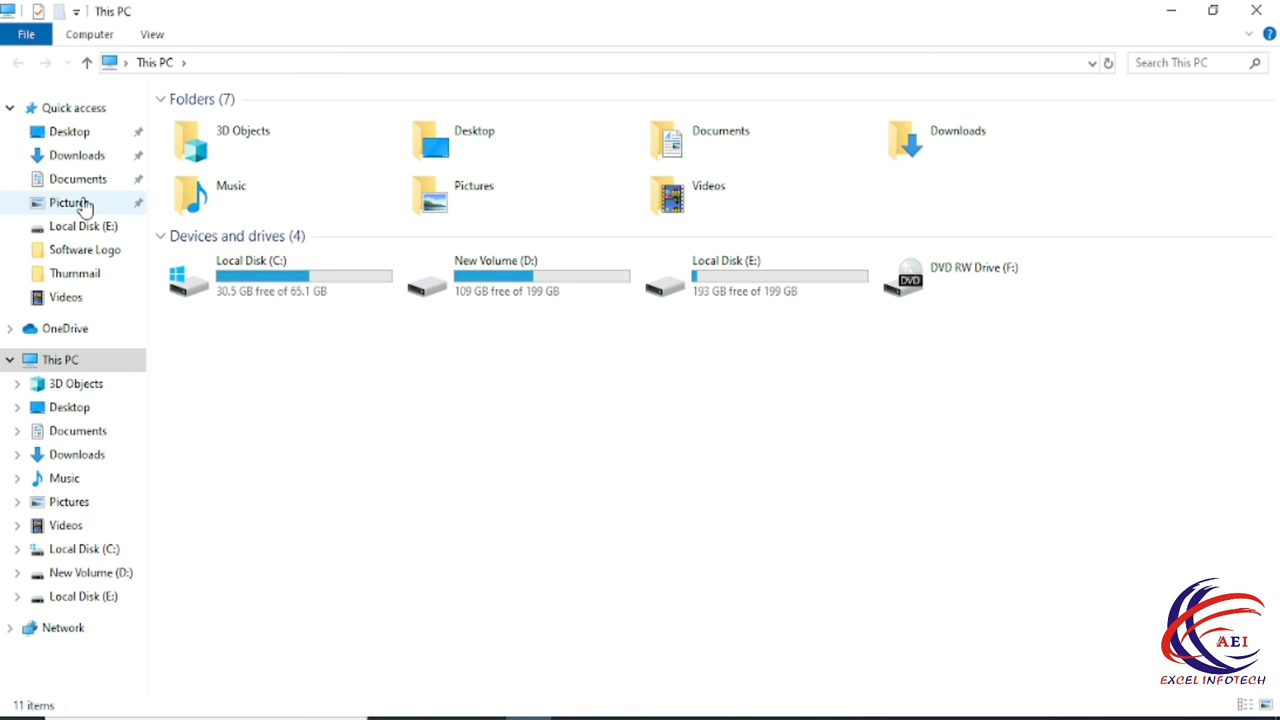 This PC
File Computer View
This PC
Search This PC
Quick access
Desktop
Downloads
Documents
Pictures
Local Disk (E:)
Software Logo
Thummail
Videos
OneDrive
This PC
3D Objects
Desktop
Documents
Downloads
Music
Pictures
Videos
Local Disk (C:)
New Volume (D:)
Local Disk (E:)
Network
Folders (7)
3D Objects
Desktop
Documents
Downloads
Music
Pictures
Videos
Devices and drives (4)
Local Disk (C:)
30.5 GB free of 65.1 GB
New Volume (D:)
109 GB free of 199 GB
Local Disk (E:)
193 GB free of 199 GB
DVD RW Drive (F:)
DVD
11 items
AEI
EXCEL INFOTECH